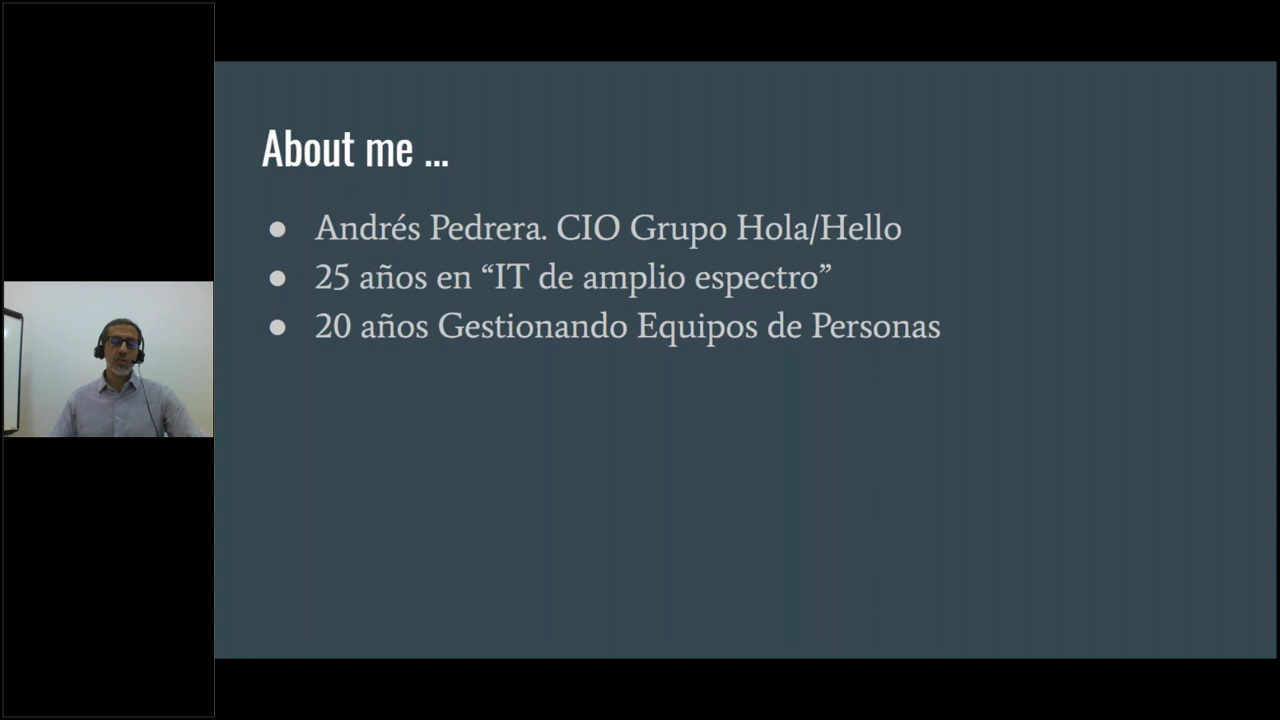 About me ...
● Andrés Pedrera. CIO Grupo Hola/Hello
● 25 años en “IT de amplio espectro”
● 20 años Gestionando Equipos de Personas